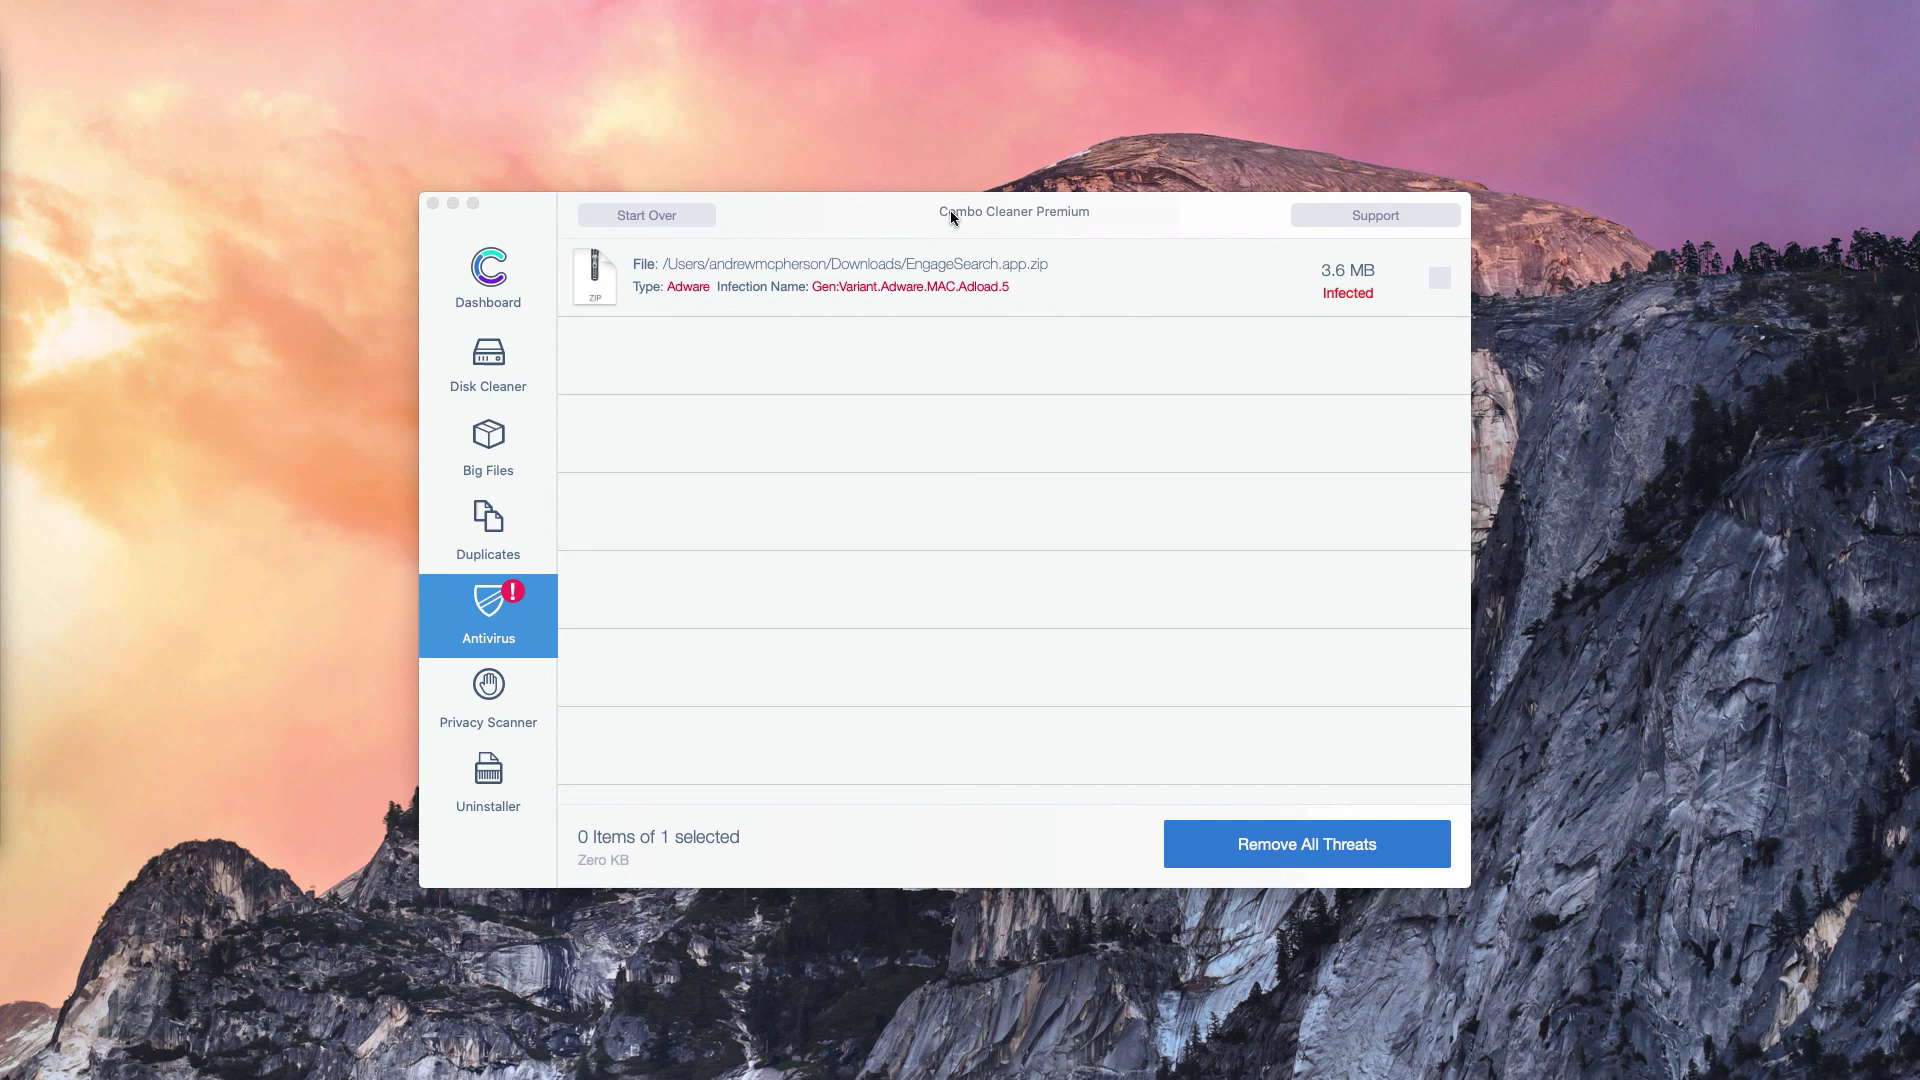 Start Over
Combo Cleaner Premium
Support
Dashboard
Disk Cleaner
Big Files
Duplicates
!
Antivirus
Privacy Scanner
Uninstaller
ZIP
File: /Users/andrewmcpherson/Downloads/EngageSearch.app.zip
Type: Adware Infection Name: Gen:Variant.Adware.MAC.Adload.5
3.6 MB
Infected
0 Items of 1 selected
Zero KB
Remove All Threats